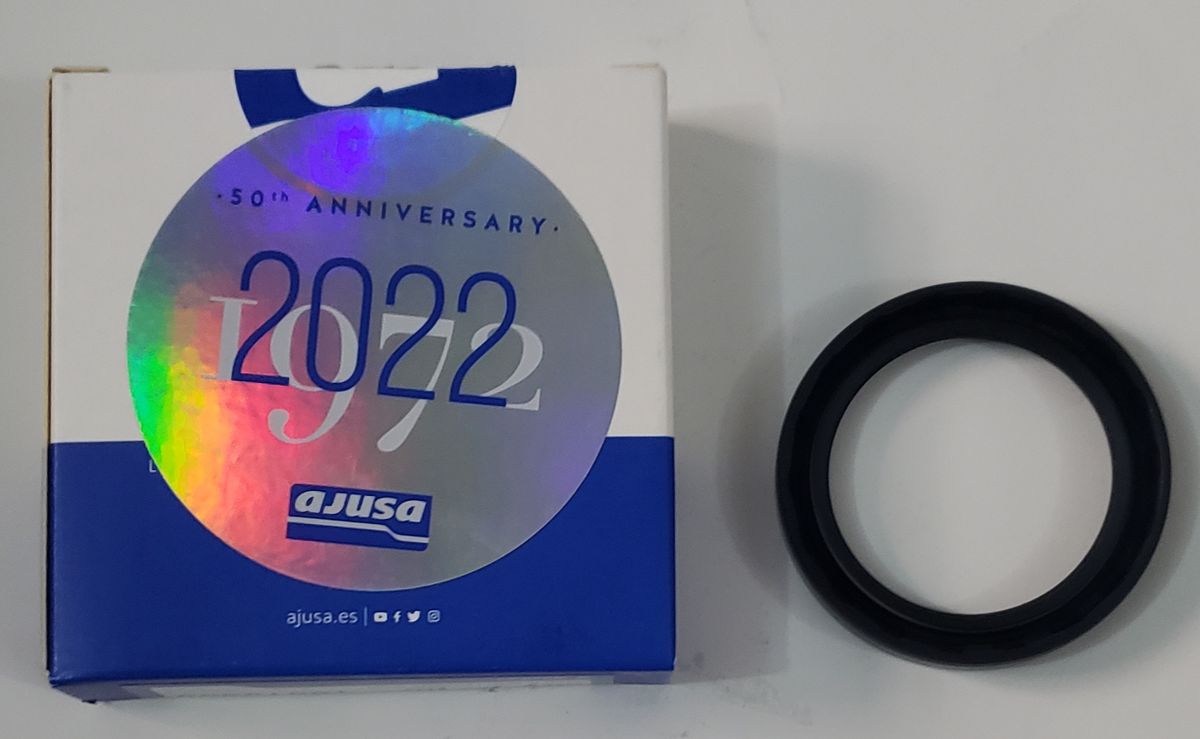 ·50th ANNIVERSARY·
2022
1972
ajusa
ajusa.es |